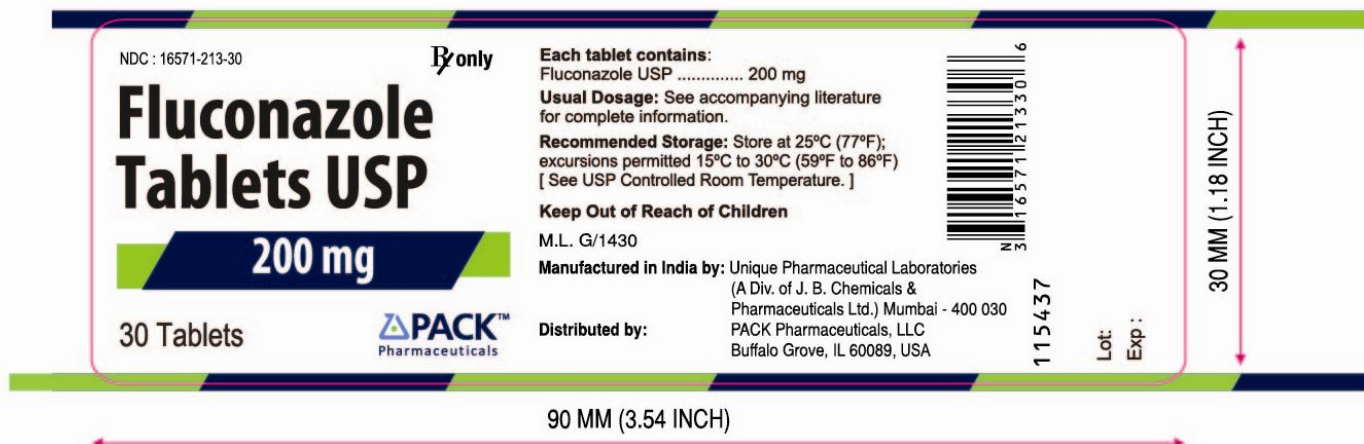 NDC : 16571-213-30
℞ only
Fluconazole
Tablets USP
200 mg
30 Tablets
PACK™
Pharmaceuticals
Each tablet contains:
Fluconazole USP .............. 200 mg
Usual Dosage: See accompanying literature
for complete information.
Recommended Storage: Store at 25ºC (77ºF);
excursions permitted 15ºC to 30ºC (59ºF to 86ºF)
[ See USP Controlled Room Temperature. ]
Keep Out of Reach of Children
M.L. G/1430
Manufactured in India by: Unique Pharmaceutical Laboratories
(A Div. of J. B. Chemicals &
Pharmaceuticals Ltd.) Mumbai - 400 030
Distributed by: PACK Pharmaceuticals, LLC
Buffalo Grove, IL 60089, USA
N 3 16571 21330 6
115437
Lot:
Exp :
30 MM (1.18 INCH)
90 MM (3.54 INCH)